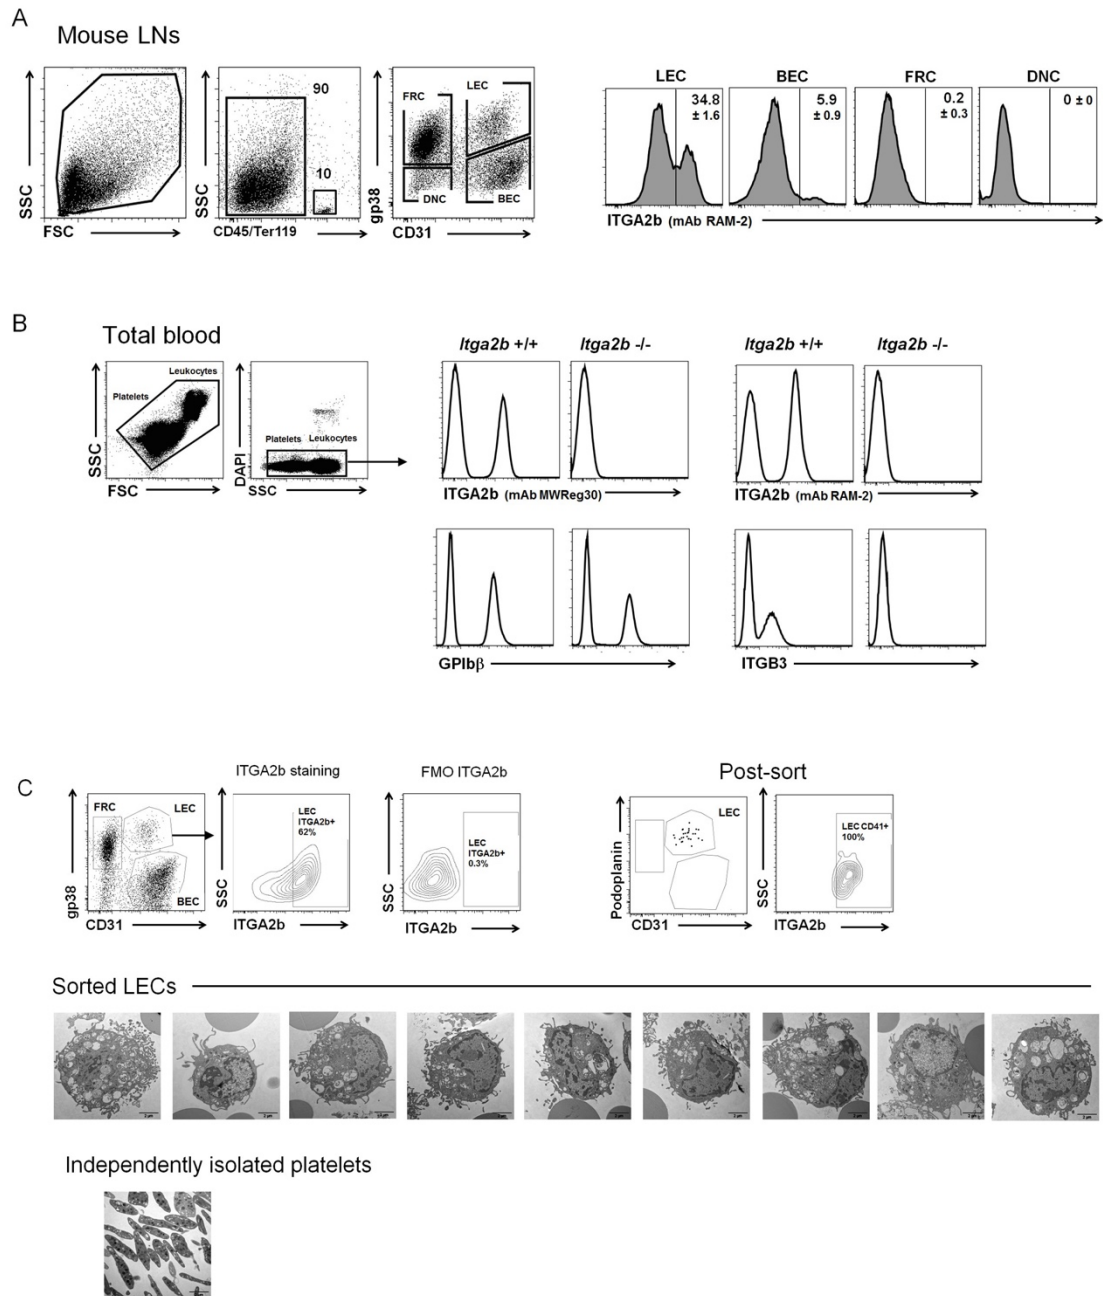 A
Mouse LNs
SSC
FSC
SSC
90
10
CD45/Ter119
gp38
FRC
LEC
DNC
BEC
CD31
LEC
34.8
± 1.6
BEC
5.9
± 0.9
FRC
0.2
± 0.3
DNC
0 ± 0
ITGA2b (mAb RAM-2)
B
Total blood
SSC
Leukocytes
Platelets
FSC
DAPI
Platelets
Leukocytes
SSC
Itga2b +/+
Itga2b -/-
ITGA2b (mAb MWReg30)
Itga2b +/+
Itga2b -/-
ITGA2b (mAb RAM-2)
GPIbβ
ITGB3
C
gp38
FRC
LEC
BEC
CD31
ITGA2b staining
SSC
LEC
ITGA2b+
62%
ITGA2b
FMO ITGA2b
SSC
LEC
ITGA2b+
0.3%
ITGA2b
Post-sort
Podoplanin
LEC
CD31
SSC
LEC CD41+
100%
ITGA2b
Sorted LECs
Independently isolated platelets